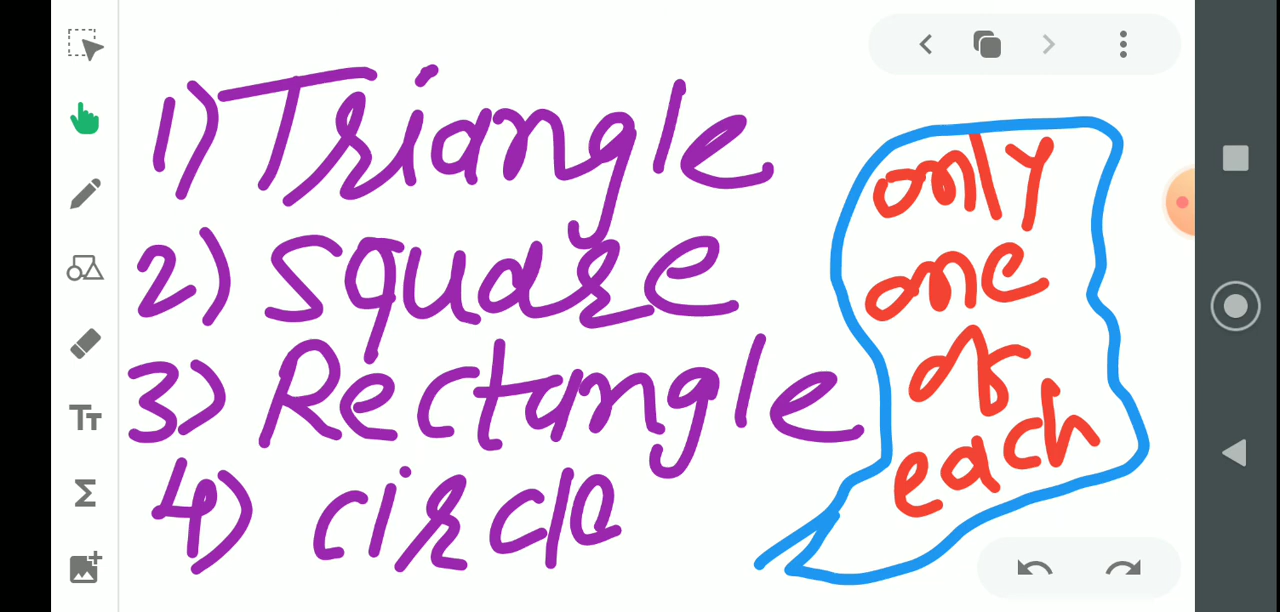 1) Triangle
2) square
3) Rectangle
4) circle
only
one
of
each